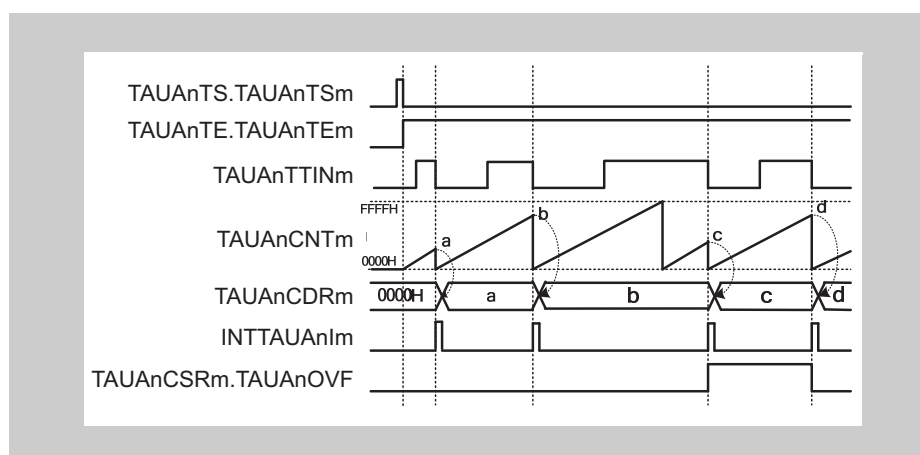 TAUAnTS.TAUAnTSm
TAUAnTE.TAUAnTEm
TAUAnTTINm
FFFFH
TAUAnCNTm
0000H
a
b
c
d
TAUAnCDRm
0000H
a
b
c
d
INTTAUAnIm
TAUAnCSRm.TAUAnOVF